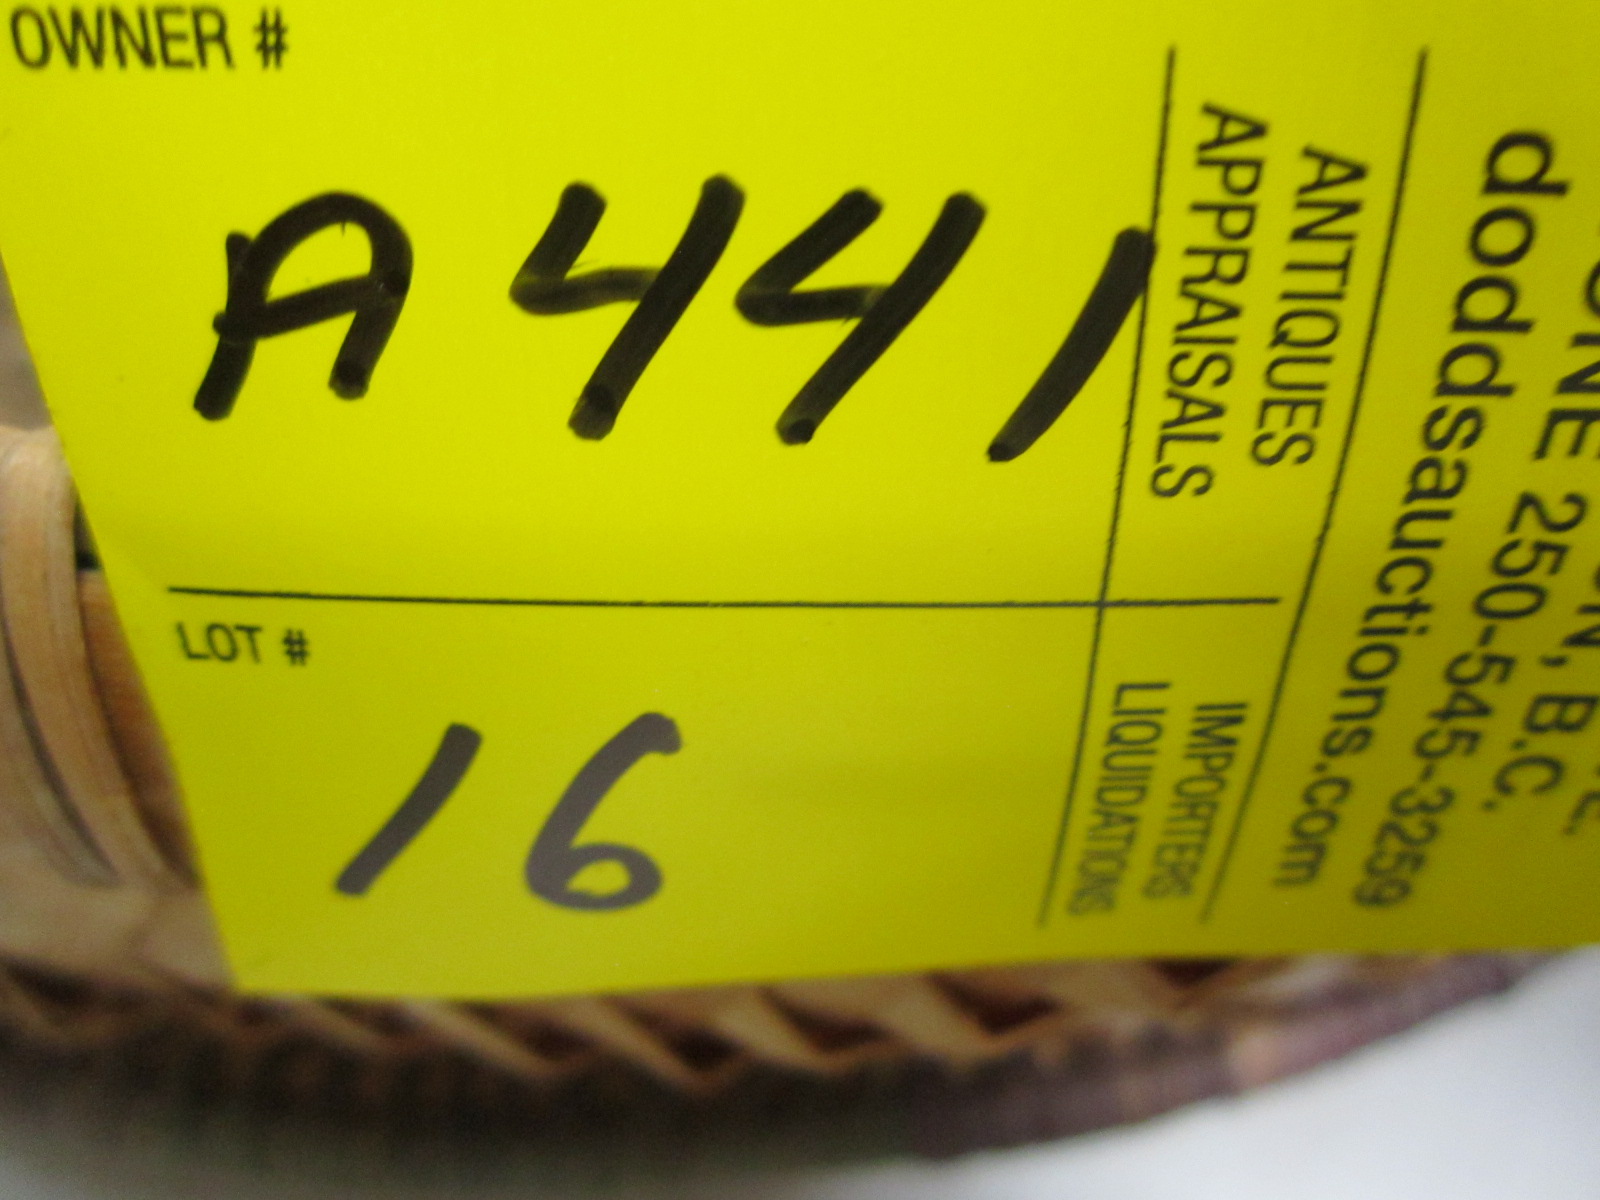 OWNER #
A441
LOT #
16
ANTIQUES
APPRAISALS
IMPORTERS
LIQUIDATIONS
250-545-3259
doddsauctions.com
B.C.